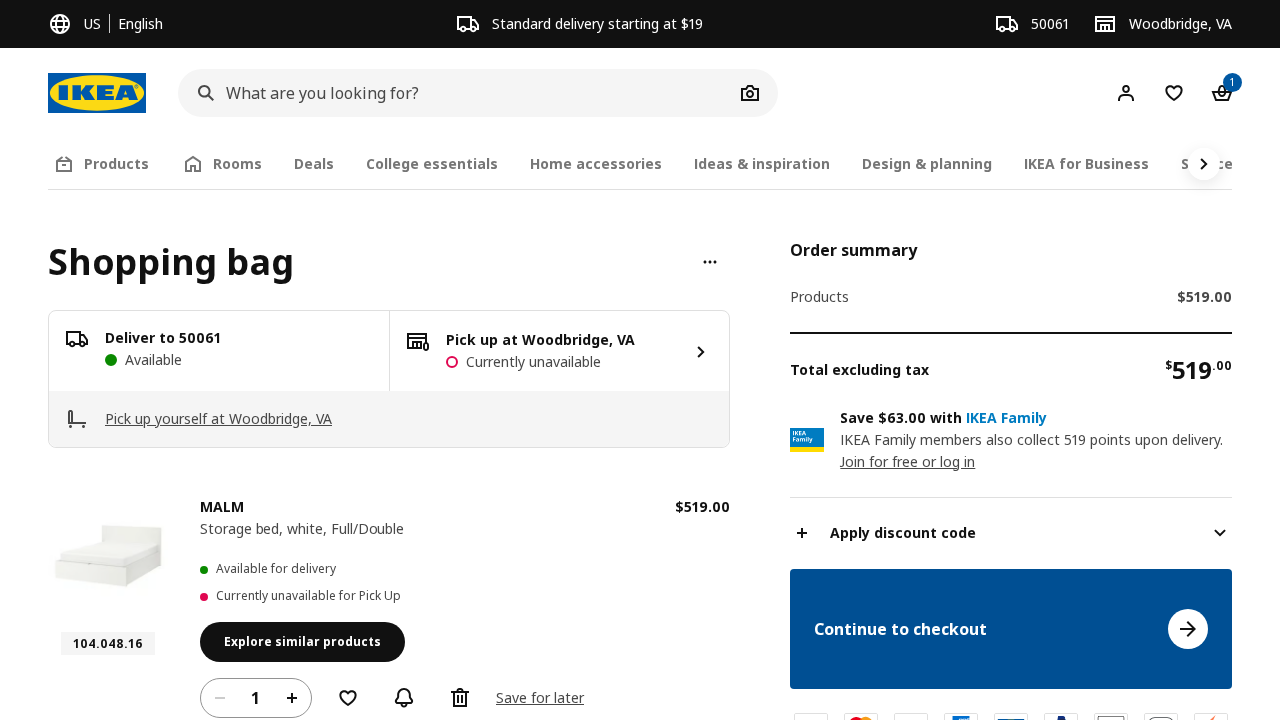 US English
Standard delivery starting at $19
50061
Woodbridge, VA
IKEA
What are you looking for?
1
Products
Rooms
Deals
College essentials
Home accessories
Ideas & inspiration
Design & planning
IKEA for Business
Shopping bag
Deliver to 50061
Available
Pick up at Woodbridge, VA
Currently unavailable
Pick up yourself at Woodbridge, VA
MALM
$519.00
Storage bed, white, Full/Double
Available for delivery
Currently unavailable for Pick Up
104.048.16
Explore similar products
1
Save for later
Order summary
Products $519.00
Total excluding tax $519.00
IKEA
Family
Save $63.00 with IKEA Family
IKEA Family members also collect 519 points upon delivery.
Join for free or log in
Apply discount code
Continue to checkout